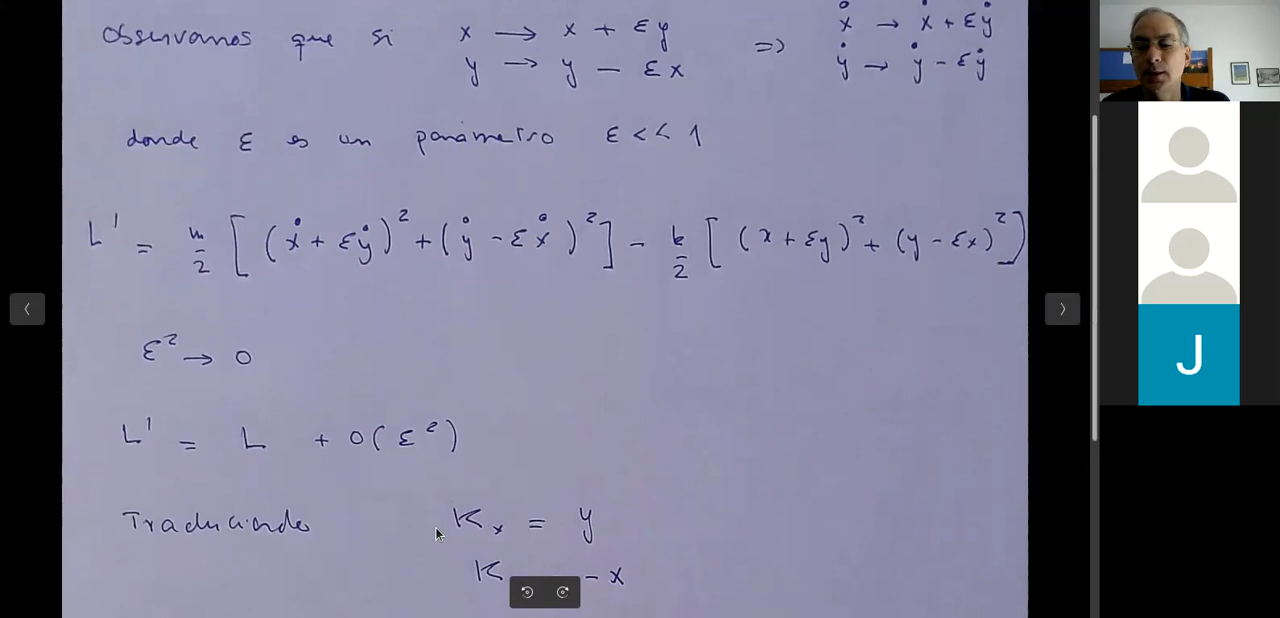 Observamos que si x → x + εy => ẋ → ẋ + εẏ
y → y - εx ẏ → ẏ - εẏ
donde ε es un parámetro ε << 1
L' = m/2 [(ẋ + εẏ)² + (ẏ - εẋ)²] - k/2 [(x + εy)² + (y - εx)²]
ε² → 0
L' = L + O(ε²)
Traduciendo K_x = y
K - x
J